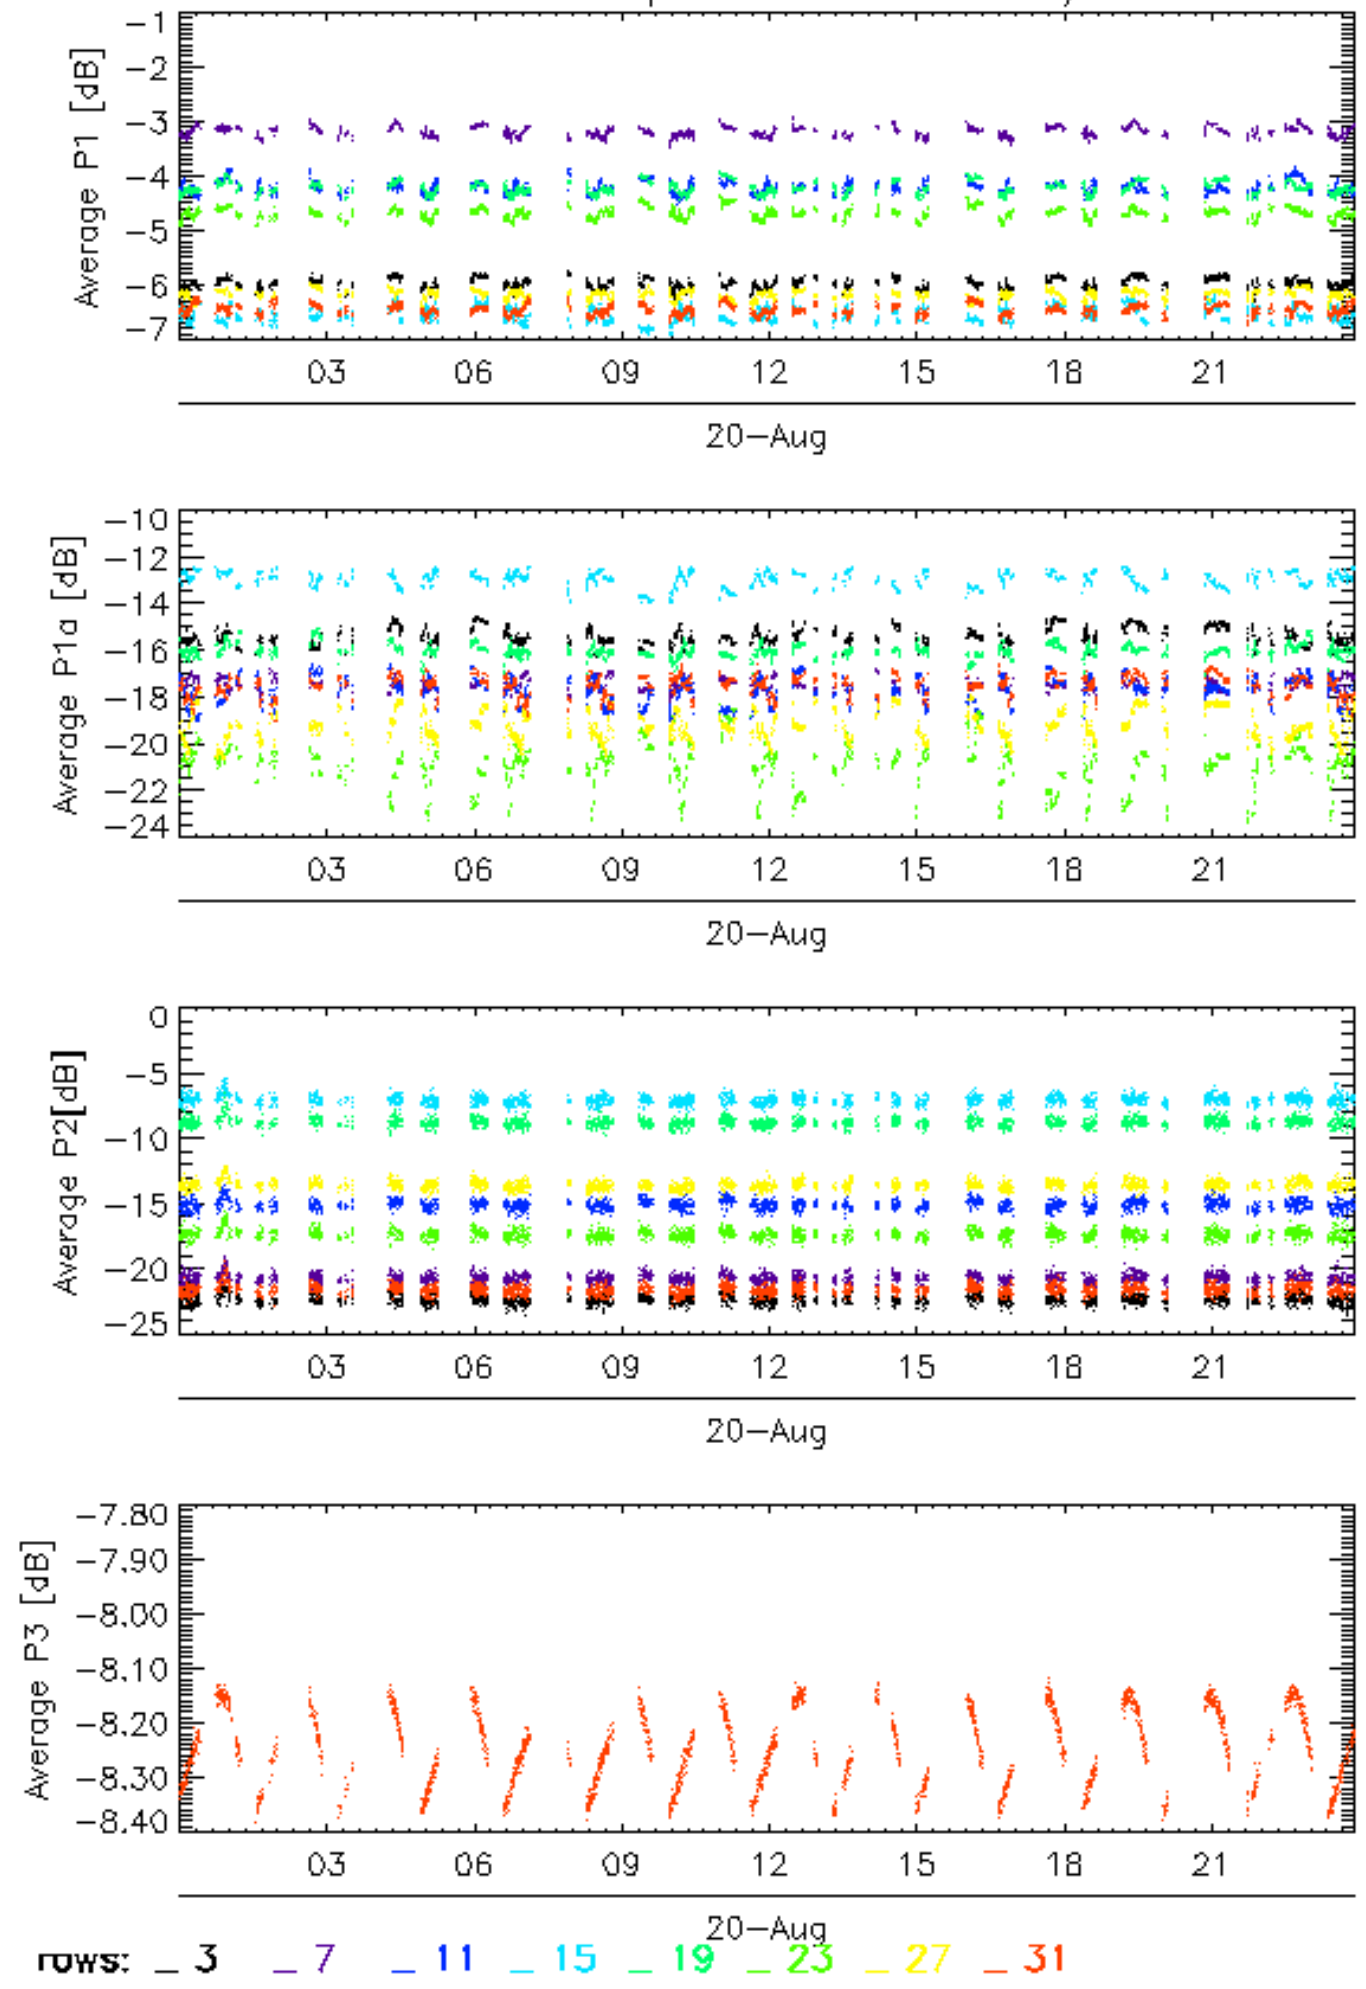 Average P1 [dB]
-1
-2
-3
-4
-5
-6
-7
03 06 09 12 15 18 21
20-Aug
Average P1a [dB]
-10
-12
-14
-16
-18
-20
-22
-24
03 06 09 12 15 18 21
20-Aug
Average P2[dB]
0
-5
-10
-15
-20
-25
03 06 09 12 15 18 21
20-Aug
Average P3 [dB]
-7.80
-7.90
-8.00
-8.10
-8.20
-8.30
-8.40
03 06 09 12 15 18 21
20-Aug
rows: _ 3 _ 7 _ 11 _ 15 _ 19 _ 23 _ 27 _ 31